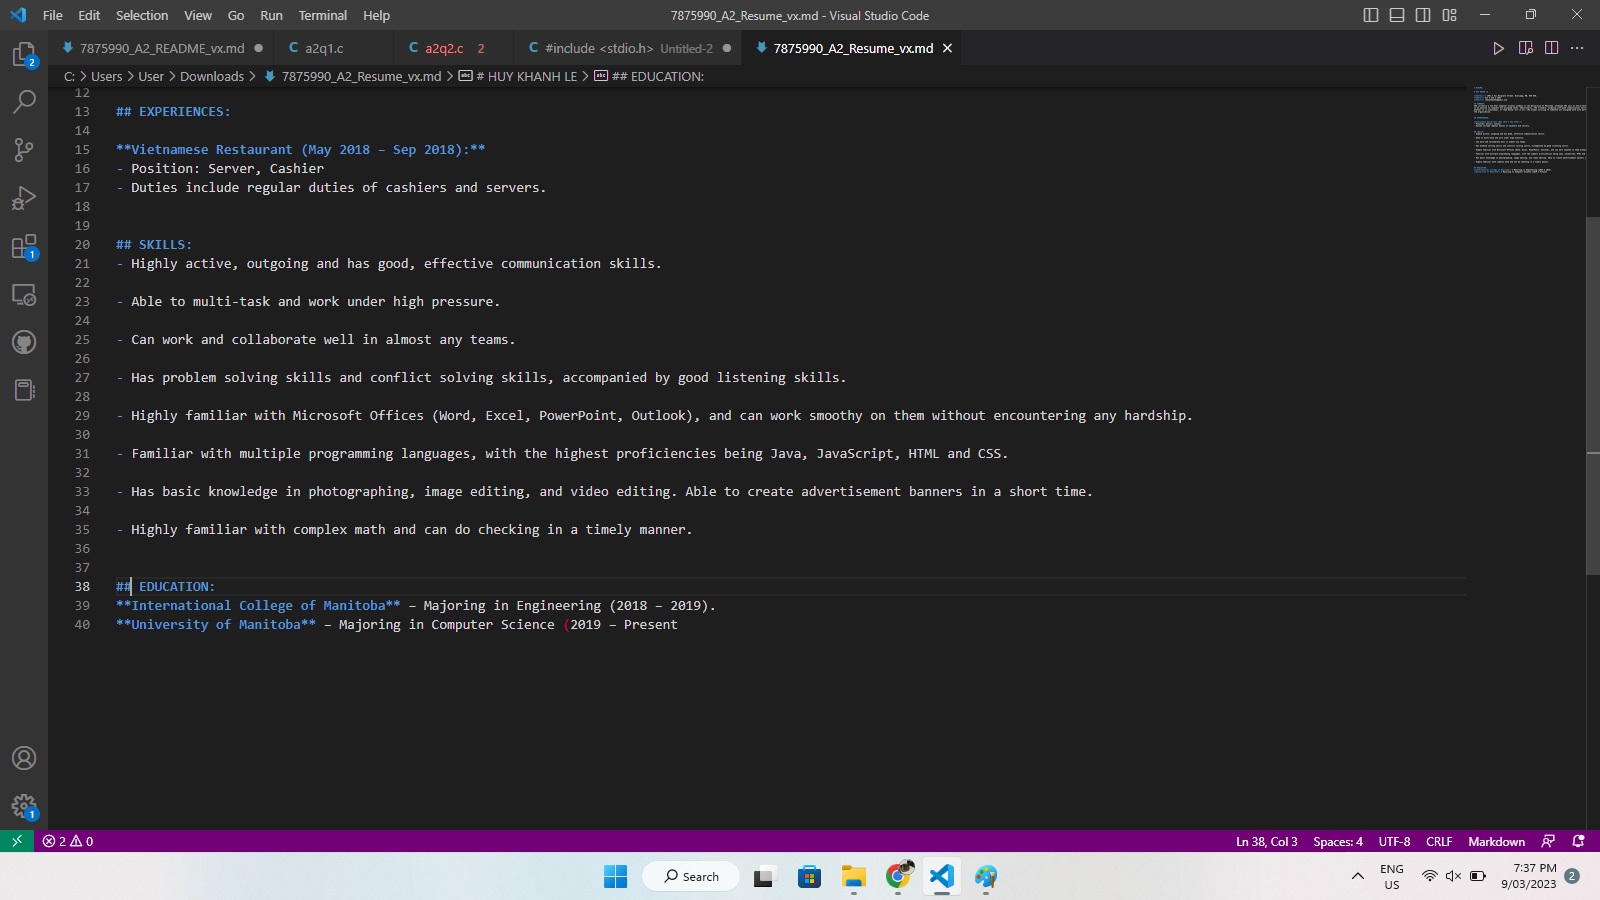 File Edit Selection View Go Run Terminal Help
7875990_A2_Resume_vx.md - Visual Studio Code
7875990_A2_README_vx.md
C a2q1.c
C a2q2.c 2
C #include <stdio.h> Untitled-2
7875990_A2_Resume_vx.md
C: > Users > User > Downloads > 7875990_A2_Resume_vx.md > # HUY KHANH LE > ## EDUCATION:
12
13 ## EXPERIENCES:
14
15 **Vietnamese Restaurant (May 2018 – Sep 2018):**
16 - Position: Server, Cashier
17 - Duties include regular duties of cashiers and servers.
18
19
20 ## SKILLS:
21 - Highly active, outgoing and has good, effective communication skills.
22
23 - Able to multi-task and work under high pressure.
24
25 - Can work and collaborate well in almost any teams.
26
27 - Has problem solving skills and conflict solving skills, accompanied by good listening skills.
28
29 - Highly familiar with Microsoft Offices (Word, Excel, PowerPoint, Outlook), and can work smoothy on them without encountering any hardship.
30
31 - Familiar with multiple programming languages, with the highest proficiencies being Java, JavaScript, HTML and CSS.
32
33 - Has basic knowledge in photographing, image editing, and video editing. Able to create advertisement banners in a short time.
34
35 - Highly familiar with complex math and can do checking in a timely manner.
36
37
38 ## EDUCATION:
39 **International College of Manitoba** – Majoring in Engineering (2018 – 2019).
40 **University of Manitoba** – Majoring in Computer Science (2019 – Present
2
1
1
2 0
Ln 38, Col 3 Spaces: 4 UTF-8 CRLF Markdown
Search
ENG
US
7:37 PM
9/03/2023
2